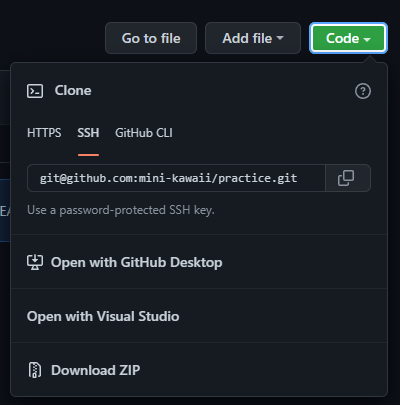 Go to file Add file Code
Clone
HTTPS SSH GitHub CLI
git@github.com:mini-kawaii/practice.git
Use a password-protected SSH key.
Open with GitHub Desktop
Open with Visual Studio
Download ZIP